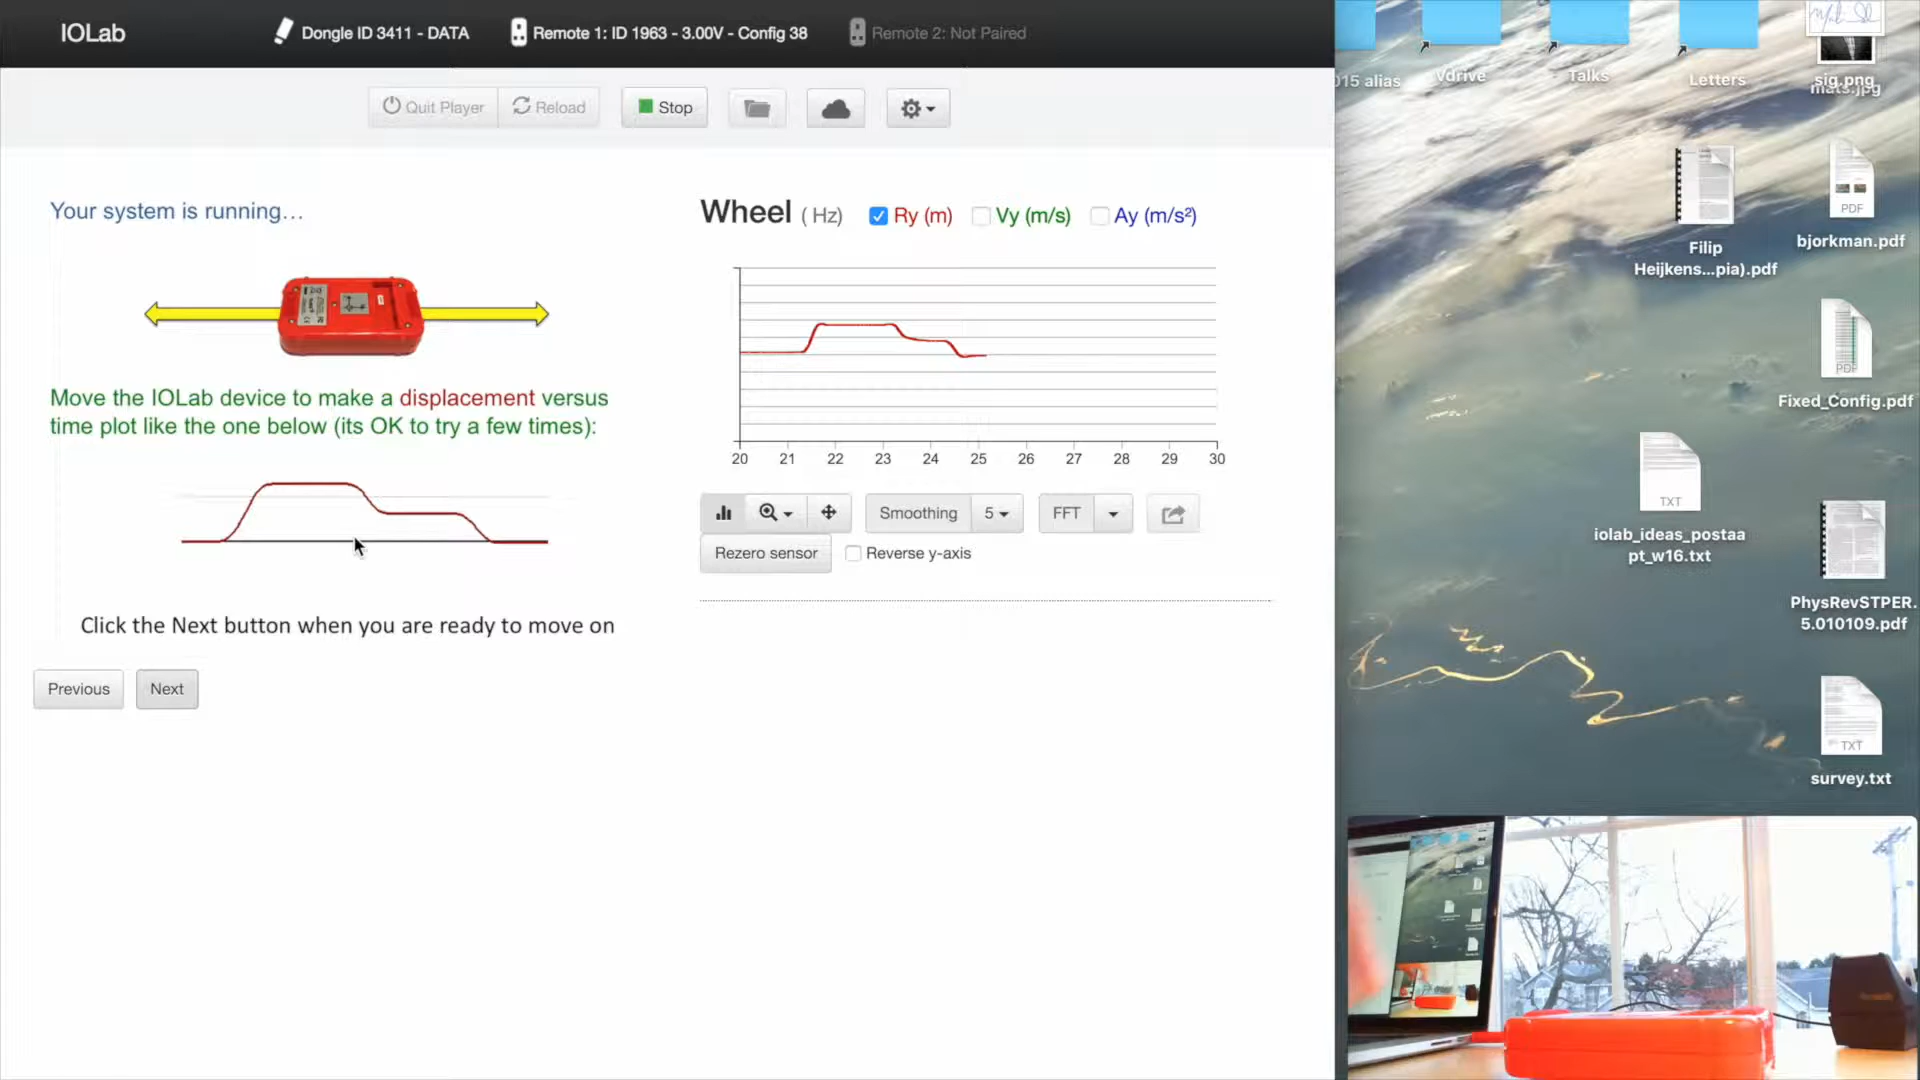 IOLab
Dongle ID 3411 - DATA
Remote 1: ID 1963 - 3.00V - Config 38
Remote 2: Not Paired
Quit Player
Reload
Stop
Your system is running…
Move the IOLab device to make a displacement versus
time plot like the one below (its OK to try a few times):
Click the Next button when you are ready to move on
Previous
Next
Wheel ( Hz)
Ry (m)
Vy (m/s)
Ay (m/s²)
20 21 22 23 24 25 26 27 28 29 30
Smoothing
5
FFT
Rezero sensor
Reverse y-axis
015 alias
Vdrive
Talks
Letters
sig.png
mats.jpg
Filip
Heijkens...pia).pdf
PDF
bjorkman.pdf
PDF
Fixed_Config.pdf
TXT
iolab_ideas_postaa
pt_w16.txt
PhysRevSTPER.
5.010109.pdf
TXT
survey.txt